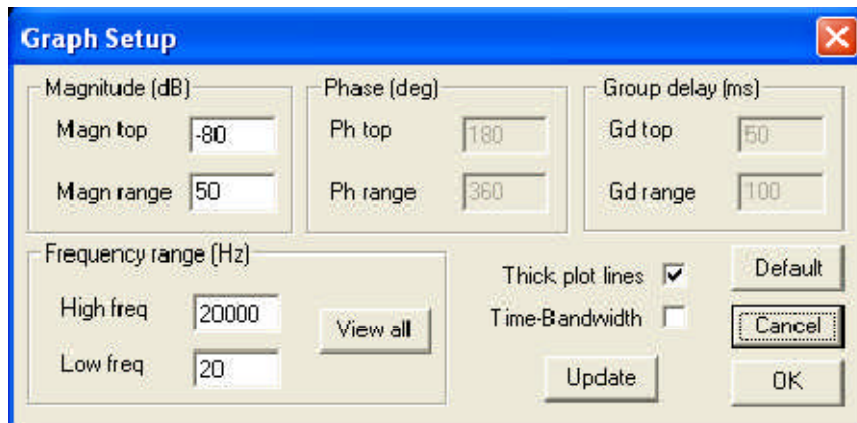 Graph Setup
Magnitude (dB)
Magn top -80
Magn range 50
Phase (deg)
Ph top 180
Ph range 360
Group delay (ms)
Gd top 50
Gd range 100
Frequency range (Hz)
High freq 20000
Low freq 20
View all
Thick plot lines
Time-Bandwidth
Update
Default
Cancel
OK